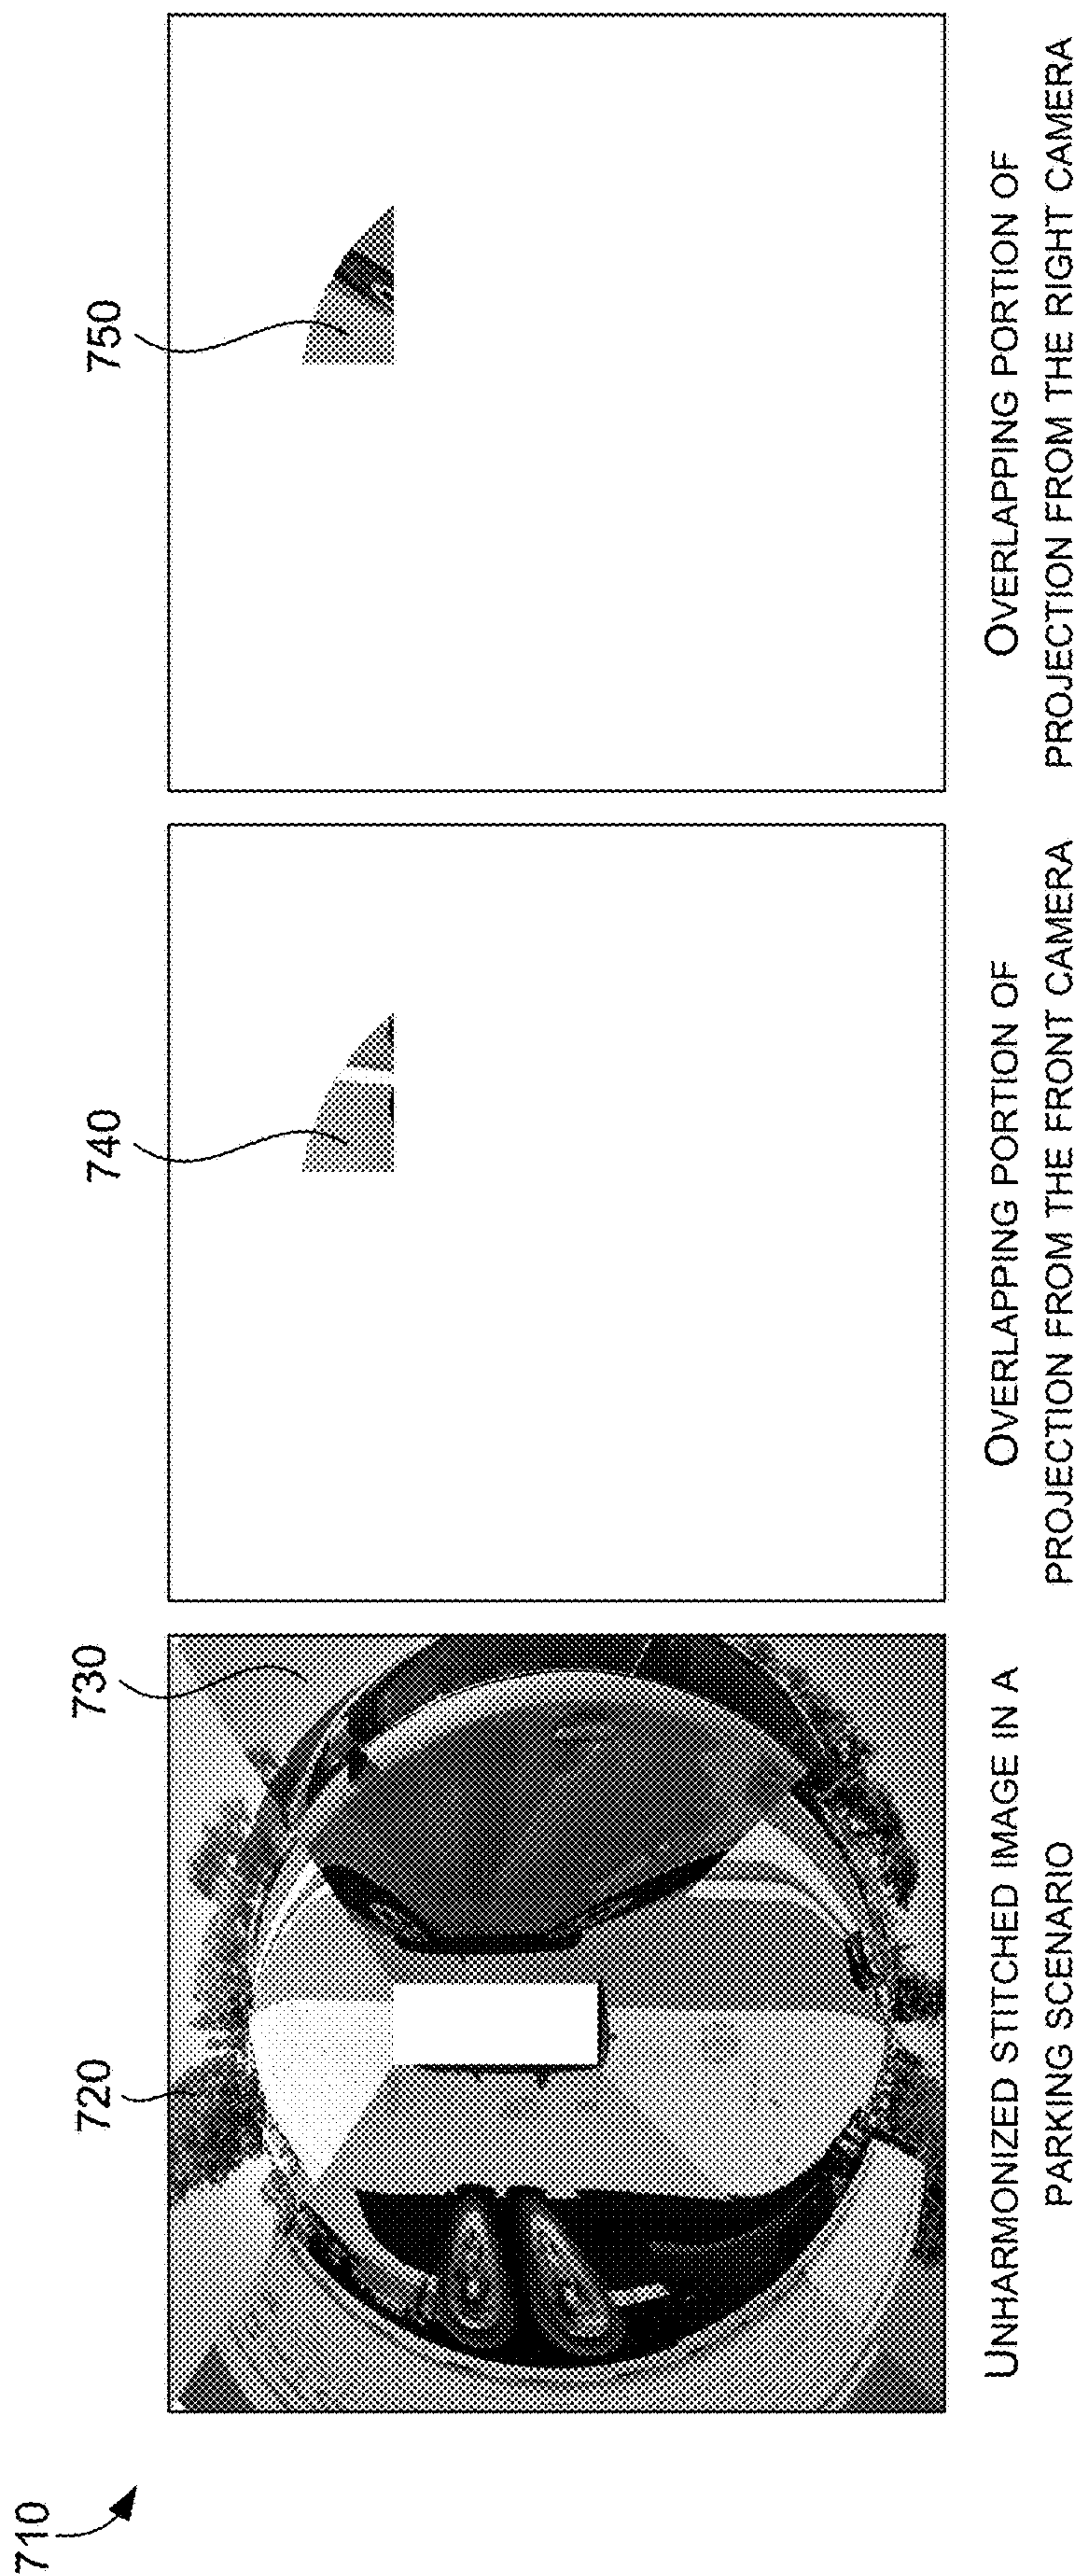 710
720
730
740
750
UNHARMONIZED STITCHED IMAGE IN A
PARKING SCENARIO
OVERLAPPING PORTION OF
PROJECTION FROM THE FRONT CAMERA
OVERLAPPING PORTION OF
PROJECTION FROM THE RIGHT CAMERA